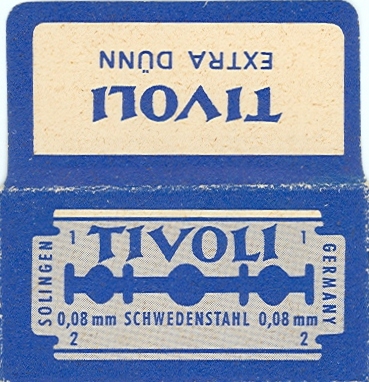 EXTRA DÜNN
TIVOLI
1 TIVOLI 1
SOLINGEN
GERMANY
0,08 mm SCHWEDENSTAHL 0,08 mm
2 2